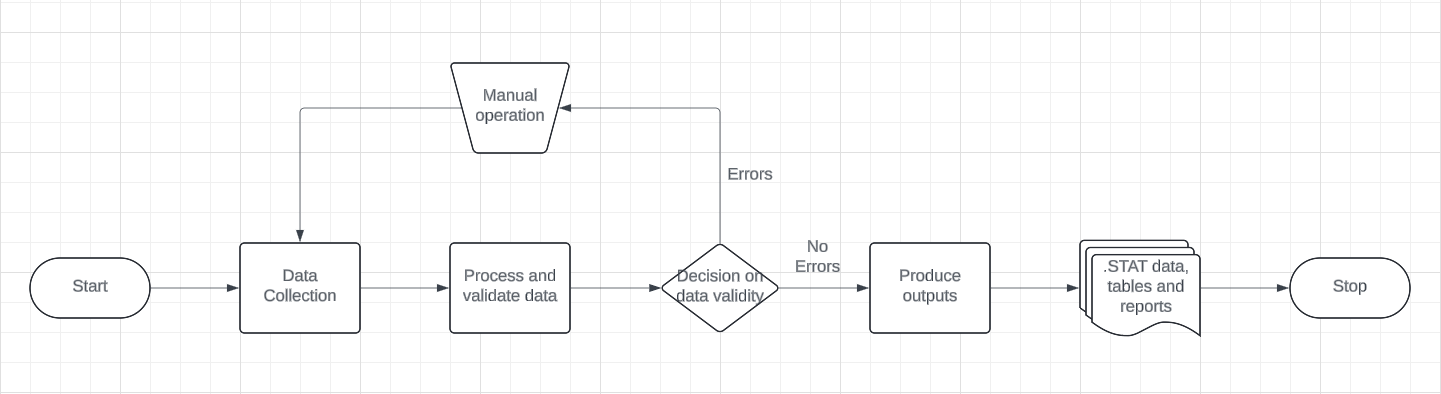 Manual
operation
Errors
No
Errors
Start
Data
Collection
Process and
validate data
Decision on
data validity
Produce
outputs
.STAT data,
tables and
reports
Stop